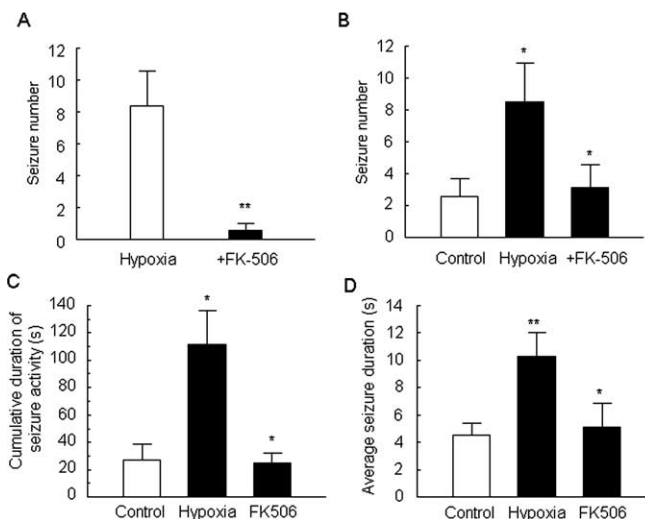 A
Seizure number
12
10
8
6
4
2
0
**
Hypoxia +FK-506
B
Seizure number
12
10
8
6
4
2
0
*
*
Control Hypoxia +FK-506
C
Cumulative duration of
seizure activity (s)
140
120
100
80
60
40
20
0
*
*
Control Hypoxia FK506
D
Average seizure duration (s)
14
12
10
8
6
4
2
0
**
*
Control Hypoxia FK506